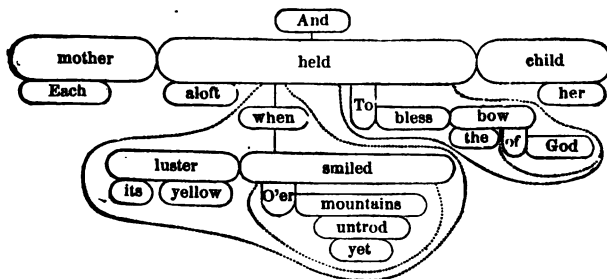 And
mother held child
Each aloft her
when To bless bow
the of God
luster smiled
its yellow O'er mountains
untrod
yet